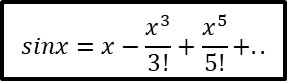 sinx = x − x³/3! + x⁵/5! +..